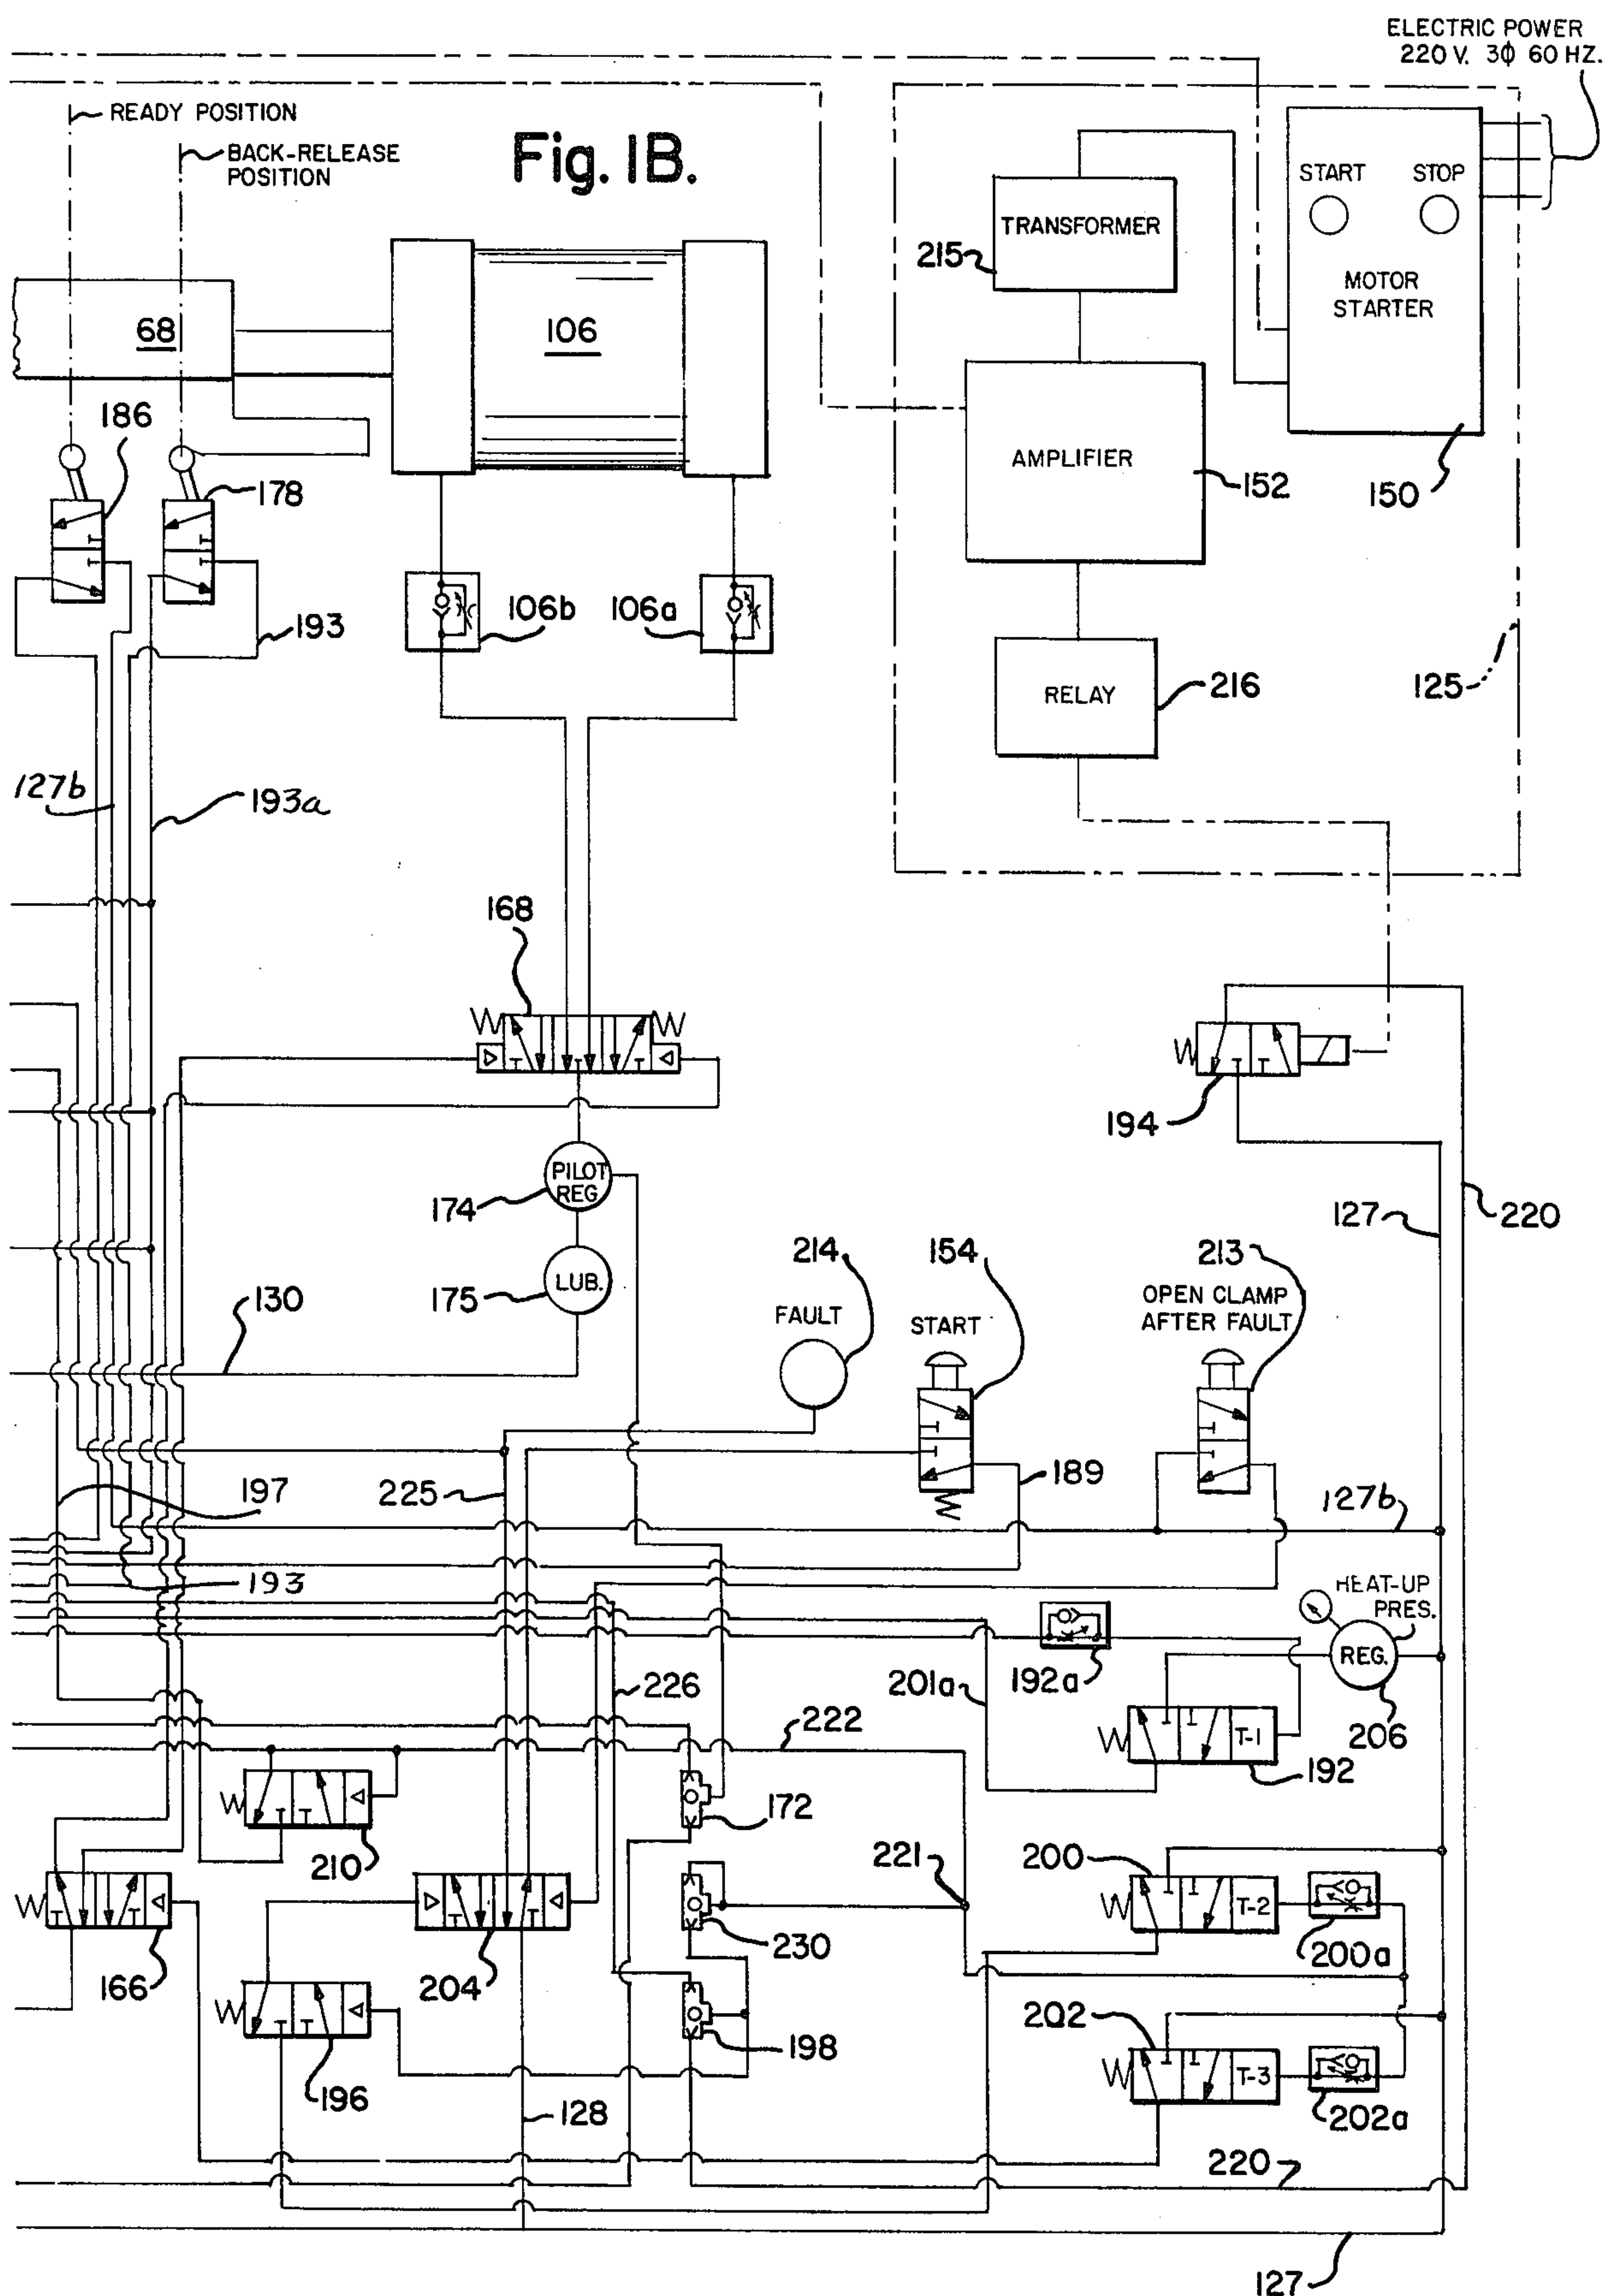 ELECTRIC POWER
220 V. 3ϕ 60 HZ.
READY POSITION
BACK-RELEASE
POSITION
Fig. 1B.
START
STOP
TRANSFORMER
215
MOTOR
STARTER
68
106
186
178
AMPLIFIER
152
150
193
106b
106a
RELAY
216
125
127b
193a
168
194
PILOT
REG.
174
127
220
LUB.
175
214
154
213
130
FAULT
START
OPEN CLAMP
AFTER FAULT
197
225
189
127b
193
HEAT-UP
PRES.
REG.
192a
201a
226
222
206
T-1
192
172
210
221
200
T-2
230
200a
166
204
202
198
T-3
196
128
202a
220
127